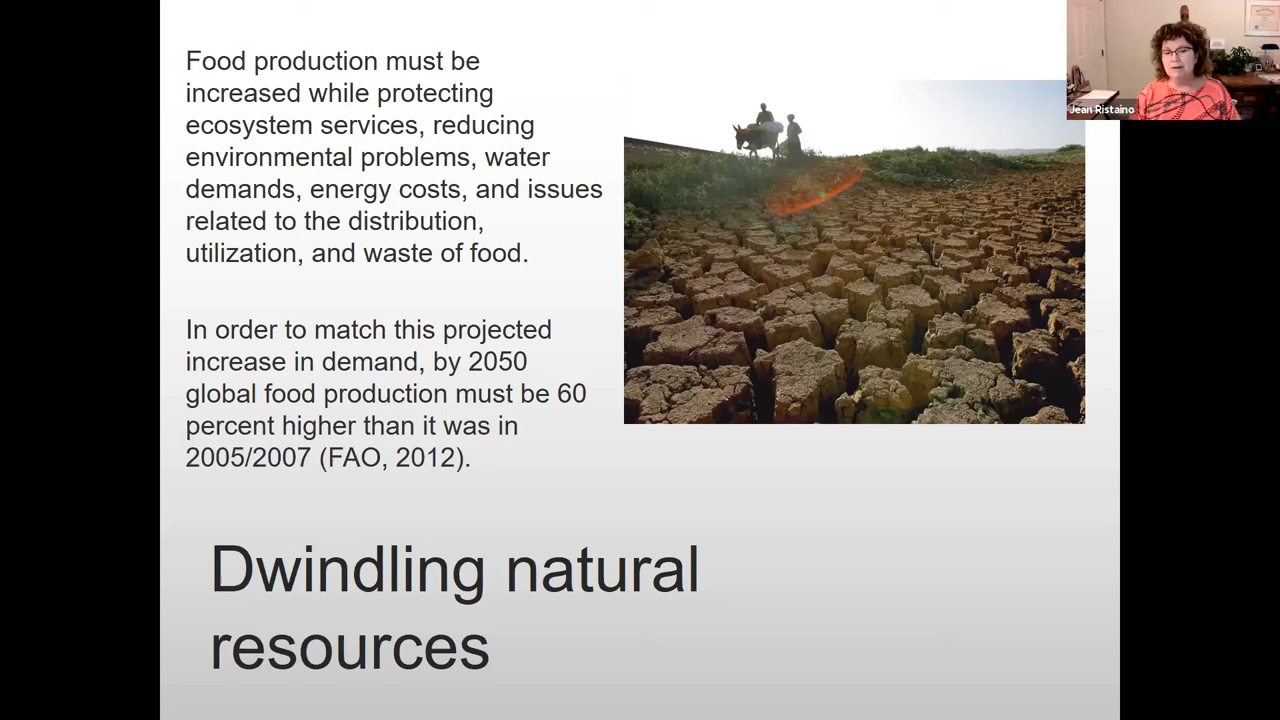 Food production must be
increased while protecting
ecosystem services, reducing
environmental problems, water
demands, energy costs, and issues
related to the distribution,
utilization, and waste of food.
In order to match this projected
increase in demand, by 2050
global food production must be 60
percent higher than it was in
2005/2007 (FAO, 2012).
Dwindling natural
resources
Jean Ristaino